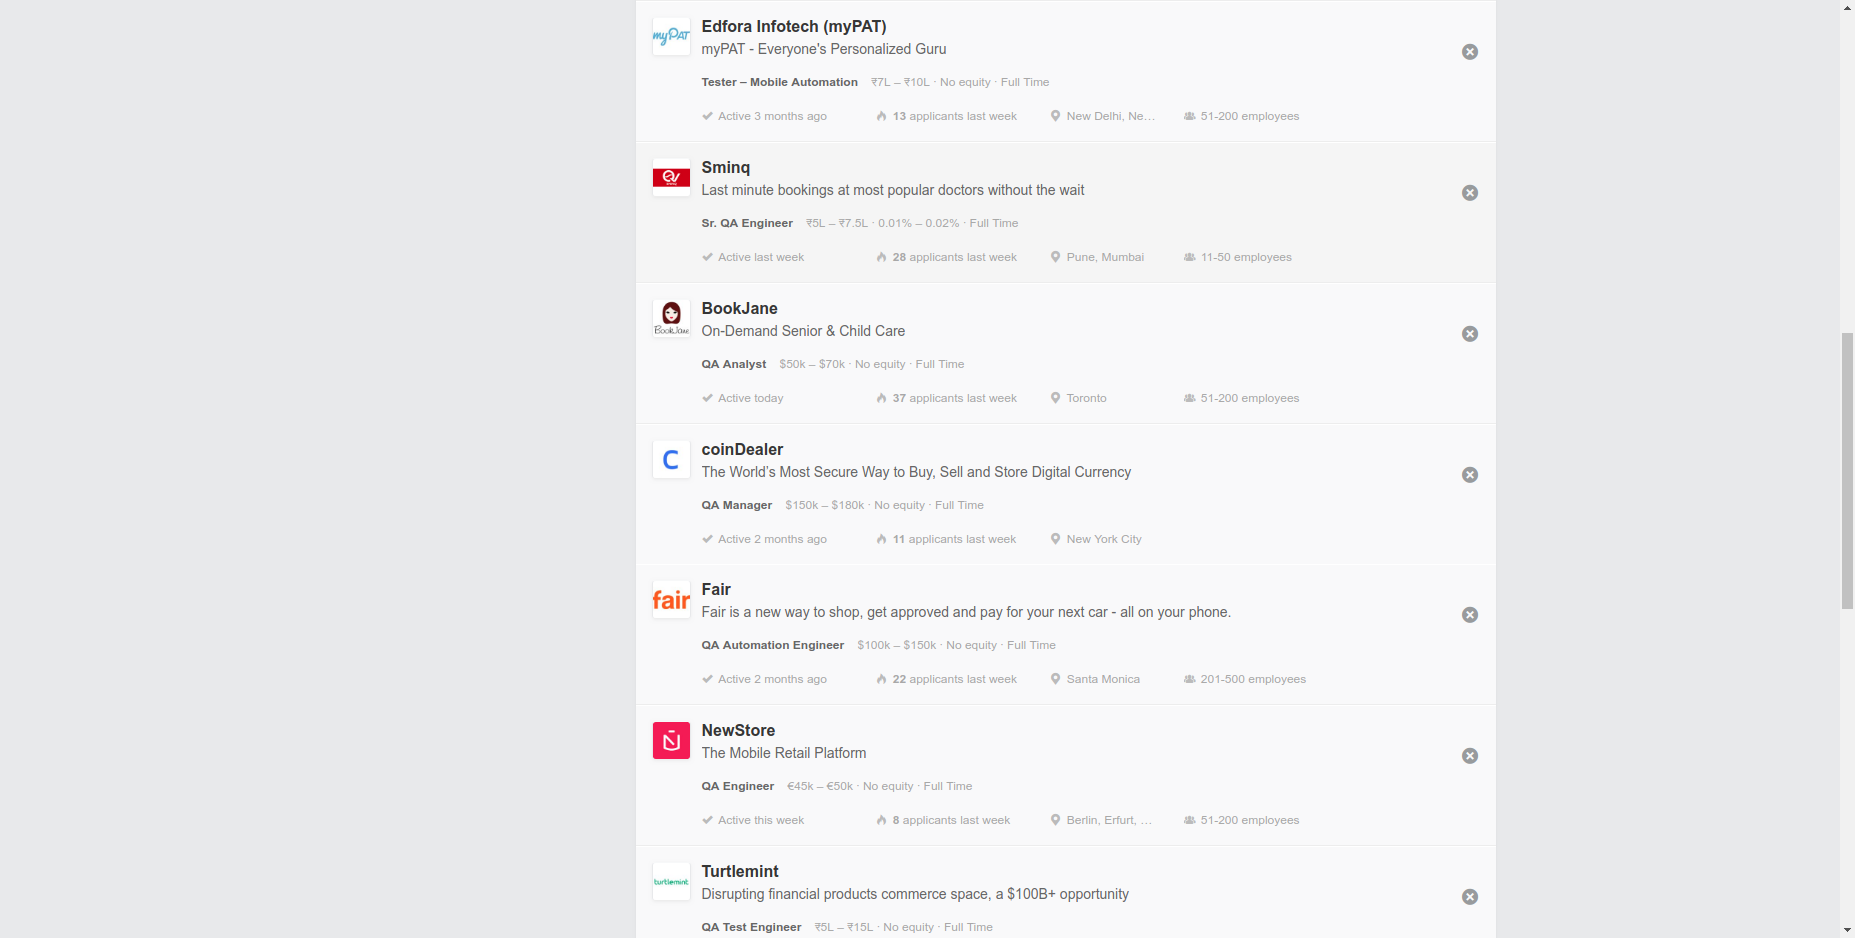 myPAT
Edfora Infotech (myPAT)
myPAT - Everyone's Personalized Guru
Tester – Mobile Automation ₹7L – ₹10L · No equity · Full Time
Active 3 months ago 13 applicants last week New Delhi, Ne… 51-200 employees
Sminq
Last minute bookings at most popular doctors without the wait
Sr. QA Engineer ₹5L – ₹7.5L · 0.01% – 0.02% · Full Time
Active last week 28 applicants last week Pune, Mumbai 11-50 employees
BookJane
BookJane
On-Demand Senior & Child Care
QA Analyst $50k – $70k · No equity · Full Time
Active today 37 applicants last week Toronto 51-200 employees
C
coinDealer
The World's Most Secure Way to Buy, Sell and Store Digital Currency
QA Manager $150k – $180k · No equity · Full Time
Active 2 months ago 11 applicants last week New York City
fair
Fair
Fair is a new way to shop, get approved and pay for your next car - all on your phone.
QA Automation Engineer $100k – $150k · No equity · Full Time
Active 2 months ago 22 applicants last week Santa Monica 201-500 employees
NewStore
The Mobile Retail Platform
QA Engineer €45k – €50k · No equity · Full Time
Active this week 8 applicants last week Berlin, Erfurt, … 51-200 employees
turtlemint
Turtlemint
Disrupting financial products commerce space, a $100B+ opportunity
QA Test Engineer ₹5L – ₹15L · No equity · Full Time